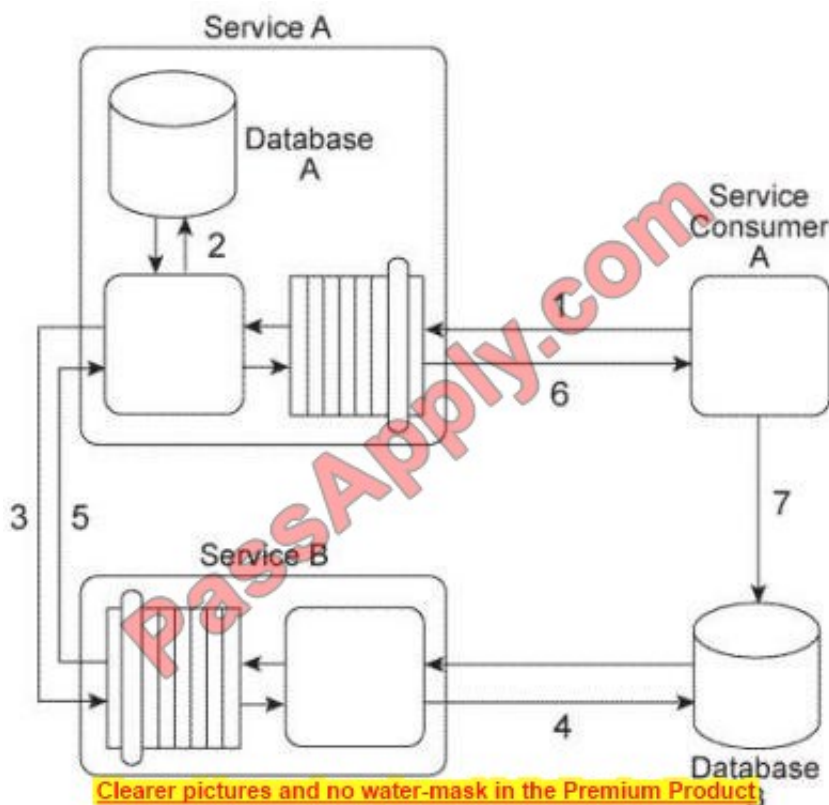 Service A
Database
A
2
Service
Consumer
A
1
6
3
5
7
Service B
4
Database
PassApply.com
Clearer pictures and no water-mask in the Premium Product